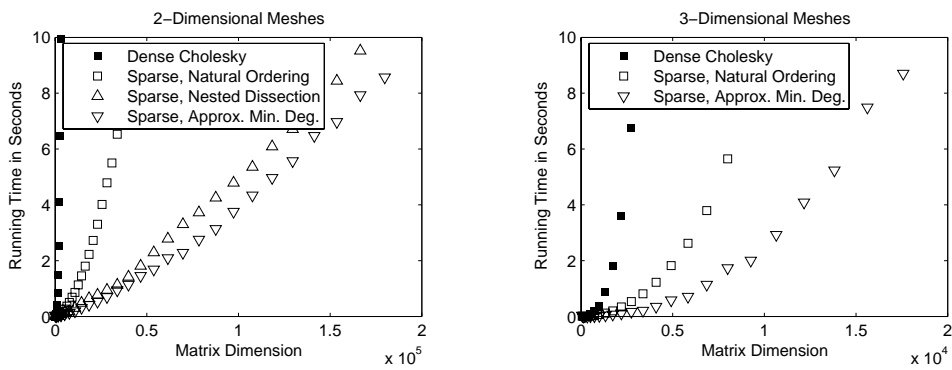 2−Dimensional Meshes
10
8
6
4
2
0
Running Time in Seconds
Dense Cholesky
Sparse, Natural Ordering
Sparse, Nested Dissection
Sparse, Approx. Min. Deg.
0
0.5
1
1.5
2
Matrix Dimension
x 10^5
3−Dimensional Meshes
10
8
6
4
2
0
Running Time in Seconds
Dense Cholesky
Sparse, Natural Ordering
Sparse, Approx. Min. Deg.
0
0.5
1
1.5
2
Matrix Dimension
x 10^4